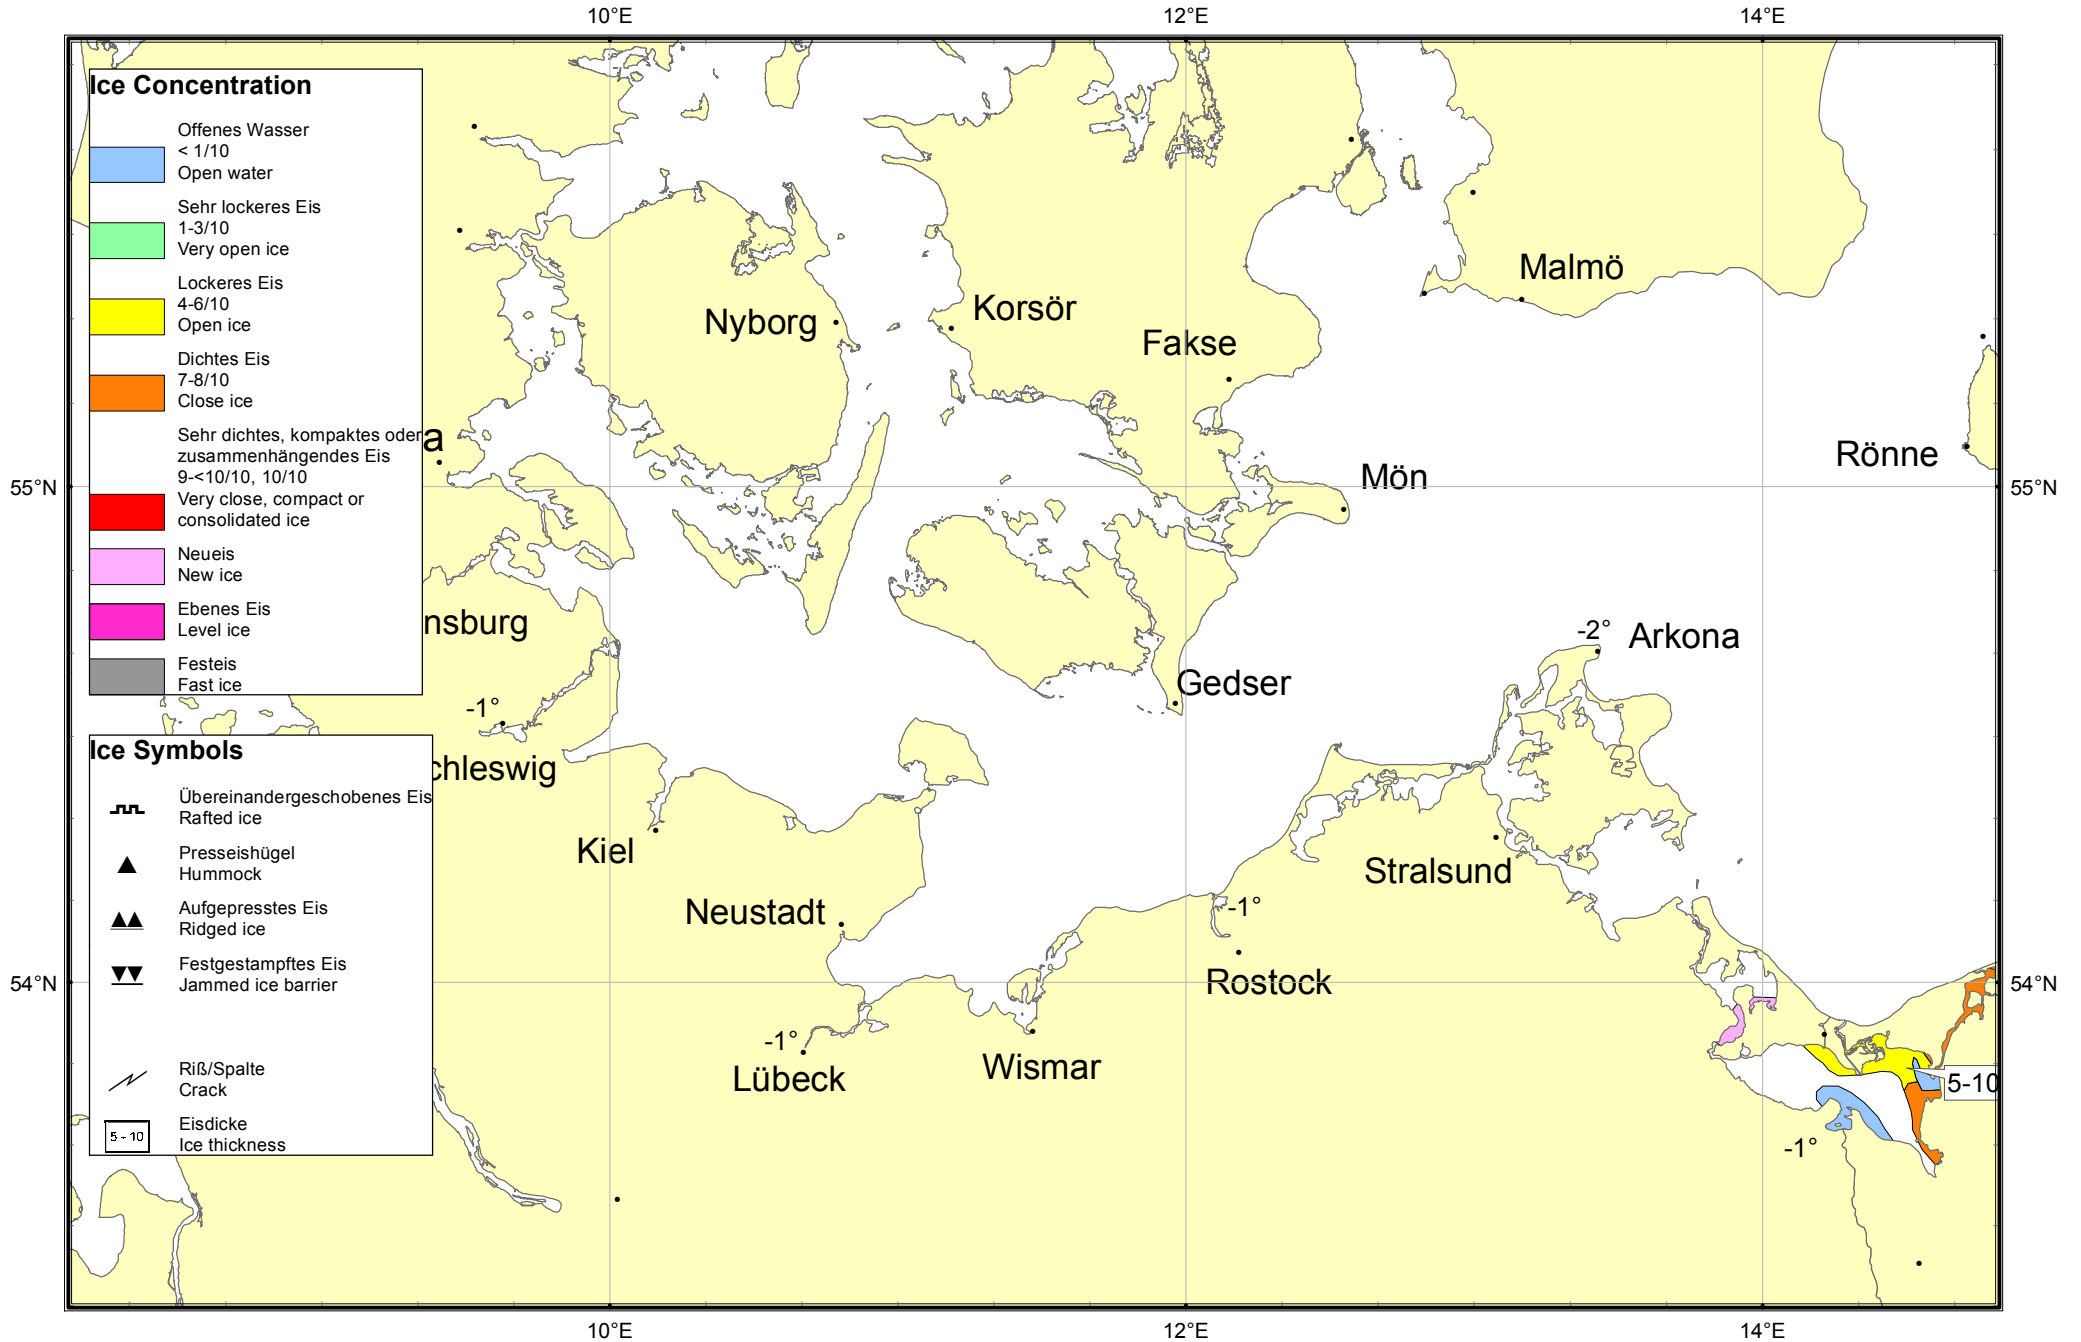 10°E
12°E
14°E
Ice Concentration
Offenes Wasser
< 1/10
Open water
Sehr lockeres Eis
1-3/10
Very open ice
Lockeres Eis
4-6/10
Open ice
Dichtes Eis
7-8/10
Close ice
Sehr dichtes, kompaktes oder
zusammenhängendes Eis
9-<10/10, 10/10
Very close, compact or
consolidated ice
Neueis
New ice
Ebenes Eis
Level ice
Festeis
Fast ice
Malmö
Nyborg
Korsör
Fakse
a
Rönne
Mön
55°N
55°N
nsburg
-2°
Arkona
Gedser
-1°
chleswig
Ice Symbols
Übereinandergeschobenes Eis
Rafted ice
Presseishügel
Hummock
Aufgepresstes Eis
Ridged ice
Festgestampftes Eis
Jammed ice barrier
Riß/Spalte
Crack
5 - 10
Eisdicke
Ice thickness
Kiel
Stralsund
Neustadt
-1°
Rostock
54°N
54°N
-1°
Lübeck
Wismar
5-10
-1°
10°E
12°E
14°E